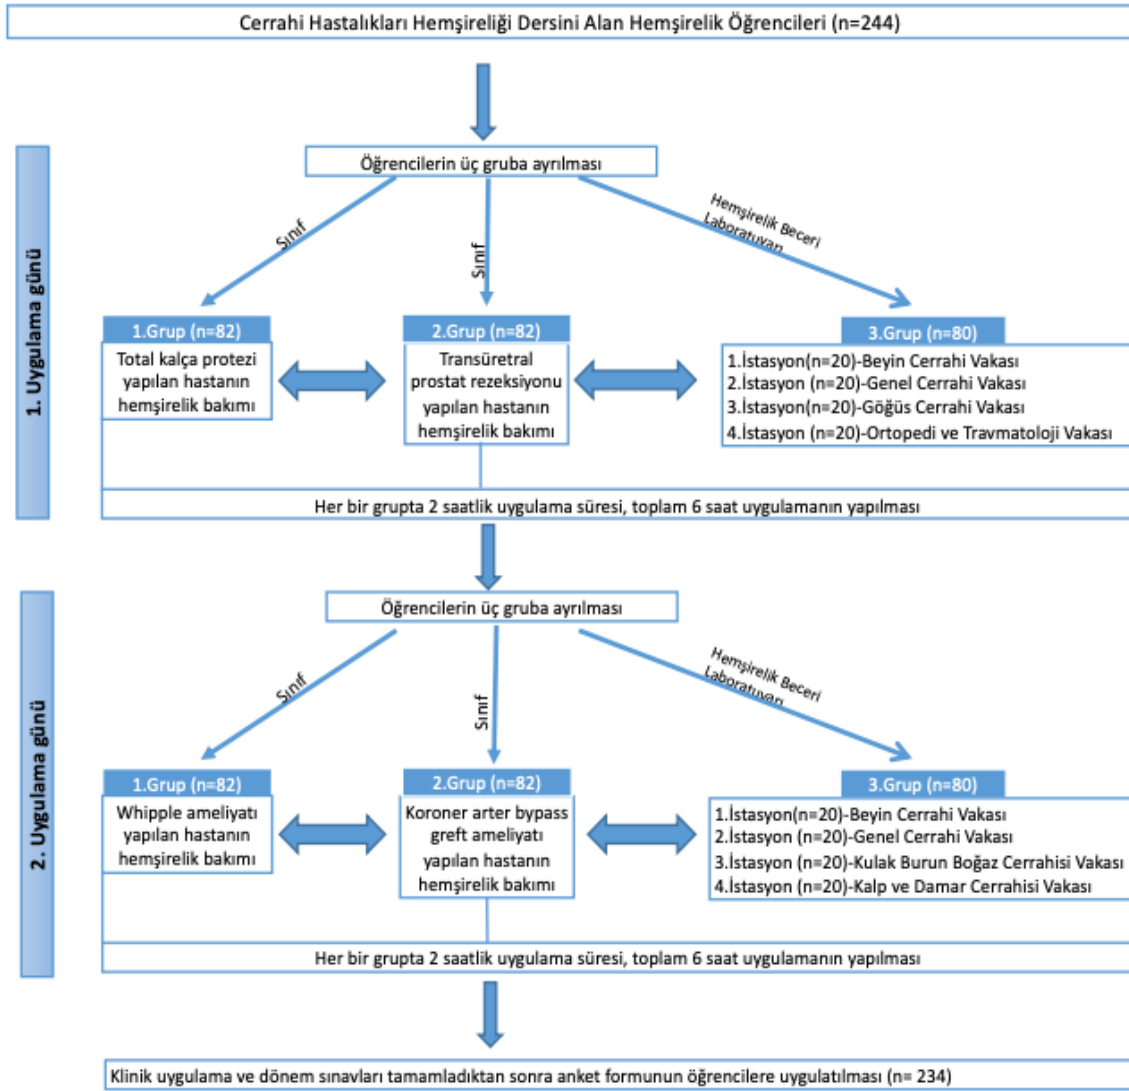 Cerrahi Hastalıkları Hemşireliği Dersini Alan Hemşirelik Öğrencileri (n=244)
1. Uygulama günü
Öğrencilerin üç gruba ayrılması
Sınıf
Sınıf
Hemşirelik Beceri
Laboratuvarı
1.Grup (n=82)
Total kalça protezi
yapılan hastanın
hemşirelik bakımı
2.Grup (n=82)
Transüretral
prostat rezeksiyonu
yapılan hastanın
hemşirelik bakımı
3.Grup (n=80)
1.İstasyon(n=20)-Beyin Cerrahi Vakası
2.İstasyon (n=20)-Genel Cerrahi Vakası
3.İstasyon(n=20)-Göğüs Cerrahi Vakası
4.İstasyon (n=20)-Ortopedi ve Travmatoloji Vakası
Her bir grupta 2 saatlik uygulama süresi, toplam 6 saat uygulamanın yapılması
2. Uygulama günü
Öğrencilerin üç gruba ayrılması
Sınıf
Sınıf
Hemşirelik Beceri
Laboratuvarı
1.Grup (n=82)
Whipple ameliyatı
yapılan hastanın
hemşirelik bakımı
2.Grup (n=82)
Koroner arter bypass
greft ameliyatı
yapılan hastanın
hemşirelik bakımı
3.Grup (n=80)
1.İstasyon(n=20)-Beyin Cerrahi Vakası
2.İstasyon (n=20)-Genel Cerrahi Vakası
3.İstasyon (n=20)-Kulak Burun Boğaz Cerrahisi Vakası
4.İstasyon (n=20)-Kalp ve Damar Cerrahisi Vakası
Her bir grupta 2 saatlik uygulama süresi, toplam 6 saat uygulamanın yapılması
Klinik uygulama ve dönem sınavları tamamladıktan sonra anket formunun öğrencilere uygulatılması (n= 234)